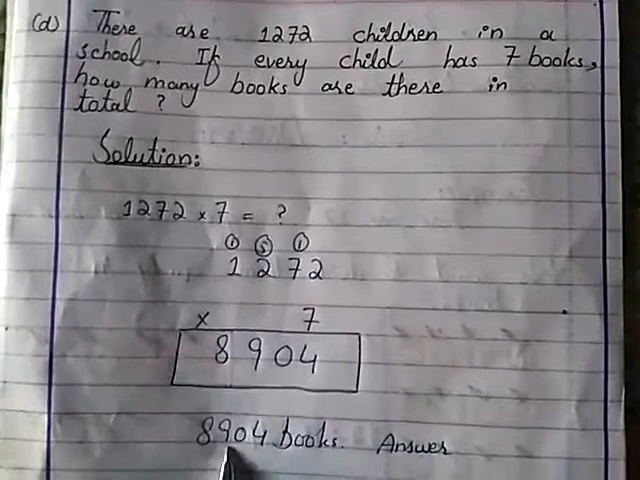 (d) There are 1272 children in a
school. If every child has 7 books,
how many books are there in
total ?
Solution:
1272 x 7 = ?
1 5 1
1 2 7 2
x 7
8 9 0 4
8904 books. Answer